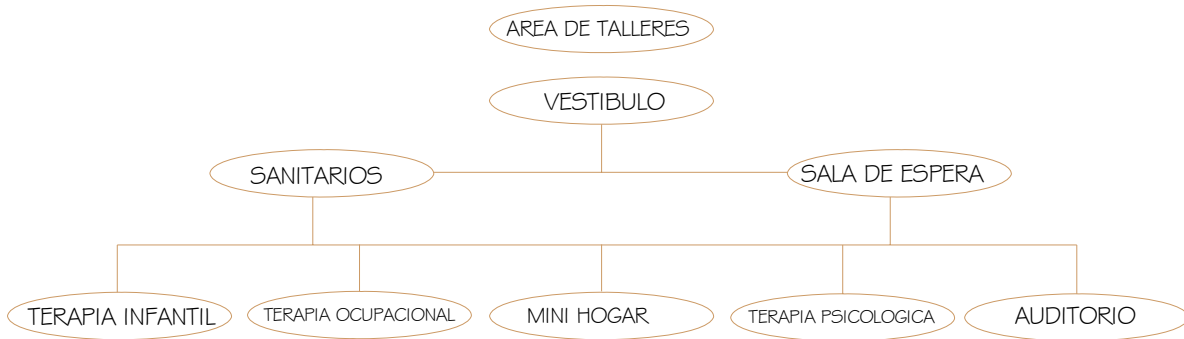 AREA DE TALLERES
VESTIBULO
SANITARIOS
SALA DE ESPERA
TERAPIA INFANTIL
TERAPIA OCUPACIONAL
MINI HOGAR
TERAPIA PSICOLOGICA
AUDITORIO